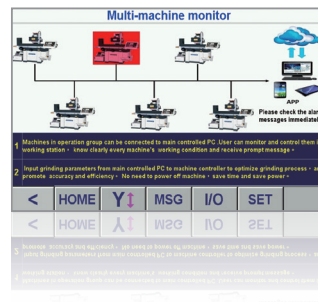 Multi-machine monitor
APP
Please check the alar
messages immediatel
1 Machines in operation group can be connected to main controlled PC .User can monitor and control them i
working station , know clearly every machine's working condition and receive prompt message .
2 .Input grinding parameters from main controlled PC to machine controller to optimize grinding process , a
promote accuracy and efficiency . No need to power off machine , save time and save power .
< HOME Y MSG I/O SET